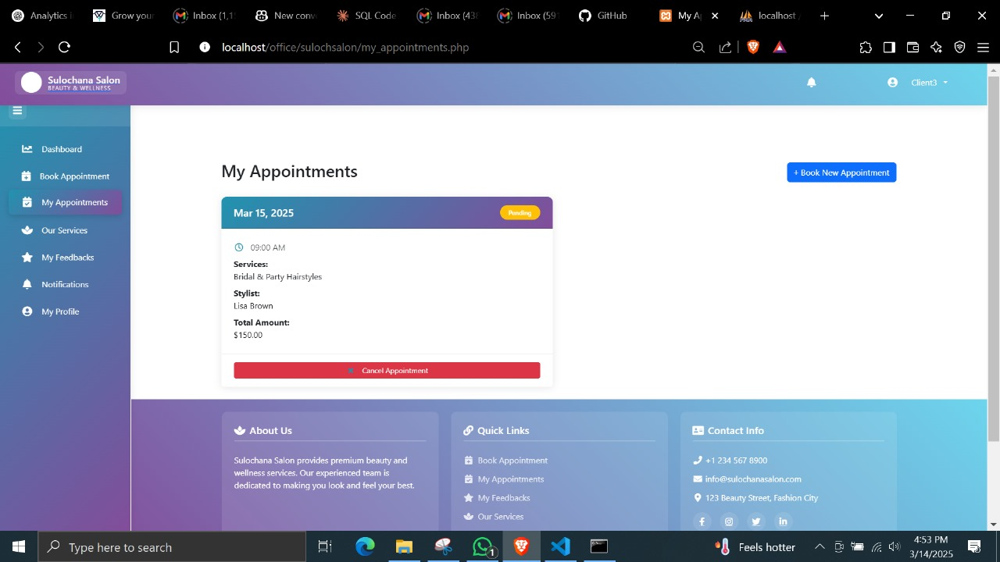 Analytics
Grow your
Inbox (1,1
New conv
SQL Code
Inbox (438
Inbox (591
GitHub
My A
localhost
localhost/office/sulochsalon/my_appointments.php
Sulochana Salon
BEAUTY & WELLNESS
Client3
Dashboard
Book Appointment
My Appointments
Our Services
My Feedbacks
Notifications
My Profile
My Appointments
+ Book New Appointment
Mar 15, 2025
Pending
09:00 AM
Services:
Bridal & Party Hairstyles
Stylist:
Lisa Brown
Total Amount:
$150.00
Cancel Appointment
About Us
Sulochana Salon provides premium beauty and
wellness services. Our experienced team is
dedicated to making you look and feel your best.
Quick Links
Book Appointment
My Appointments
My Feedbacks
Our Services
Contact Info
+1 234 567 8900
info@sulochanasalon.com
123 Beauty Street, Fashion City
Type here to search
1
Feels hotter
4:53 PM
3/14/2025